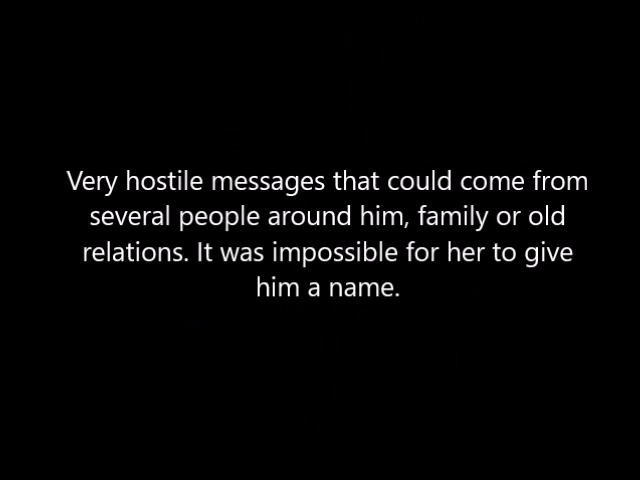 Very hostile messages that could come from
several people around him, family or old
relations. It was impossible for her to give
him a name.